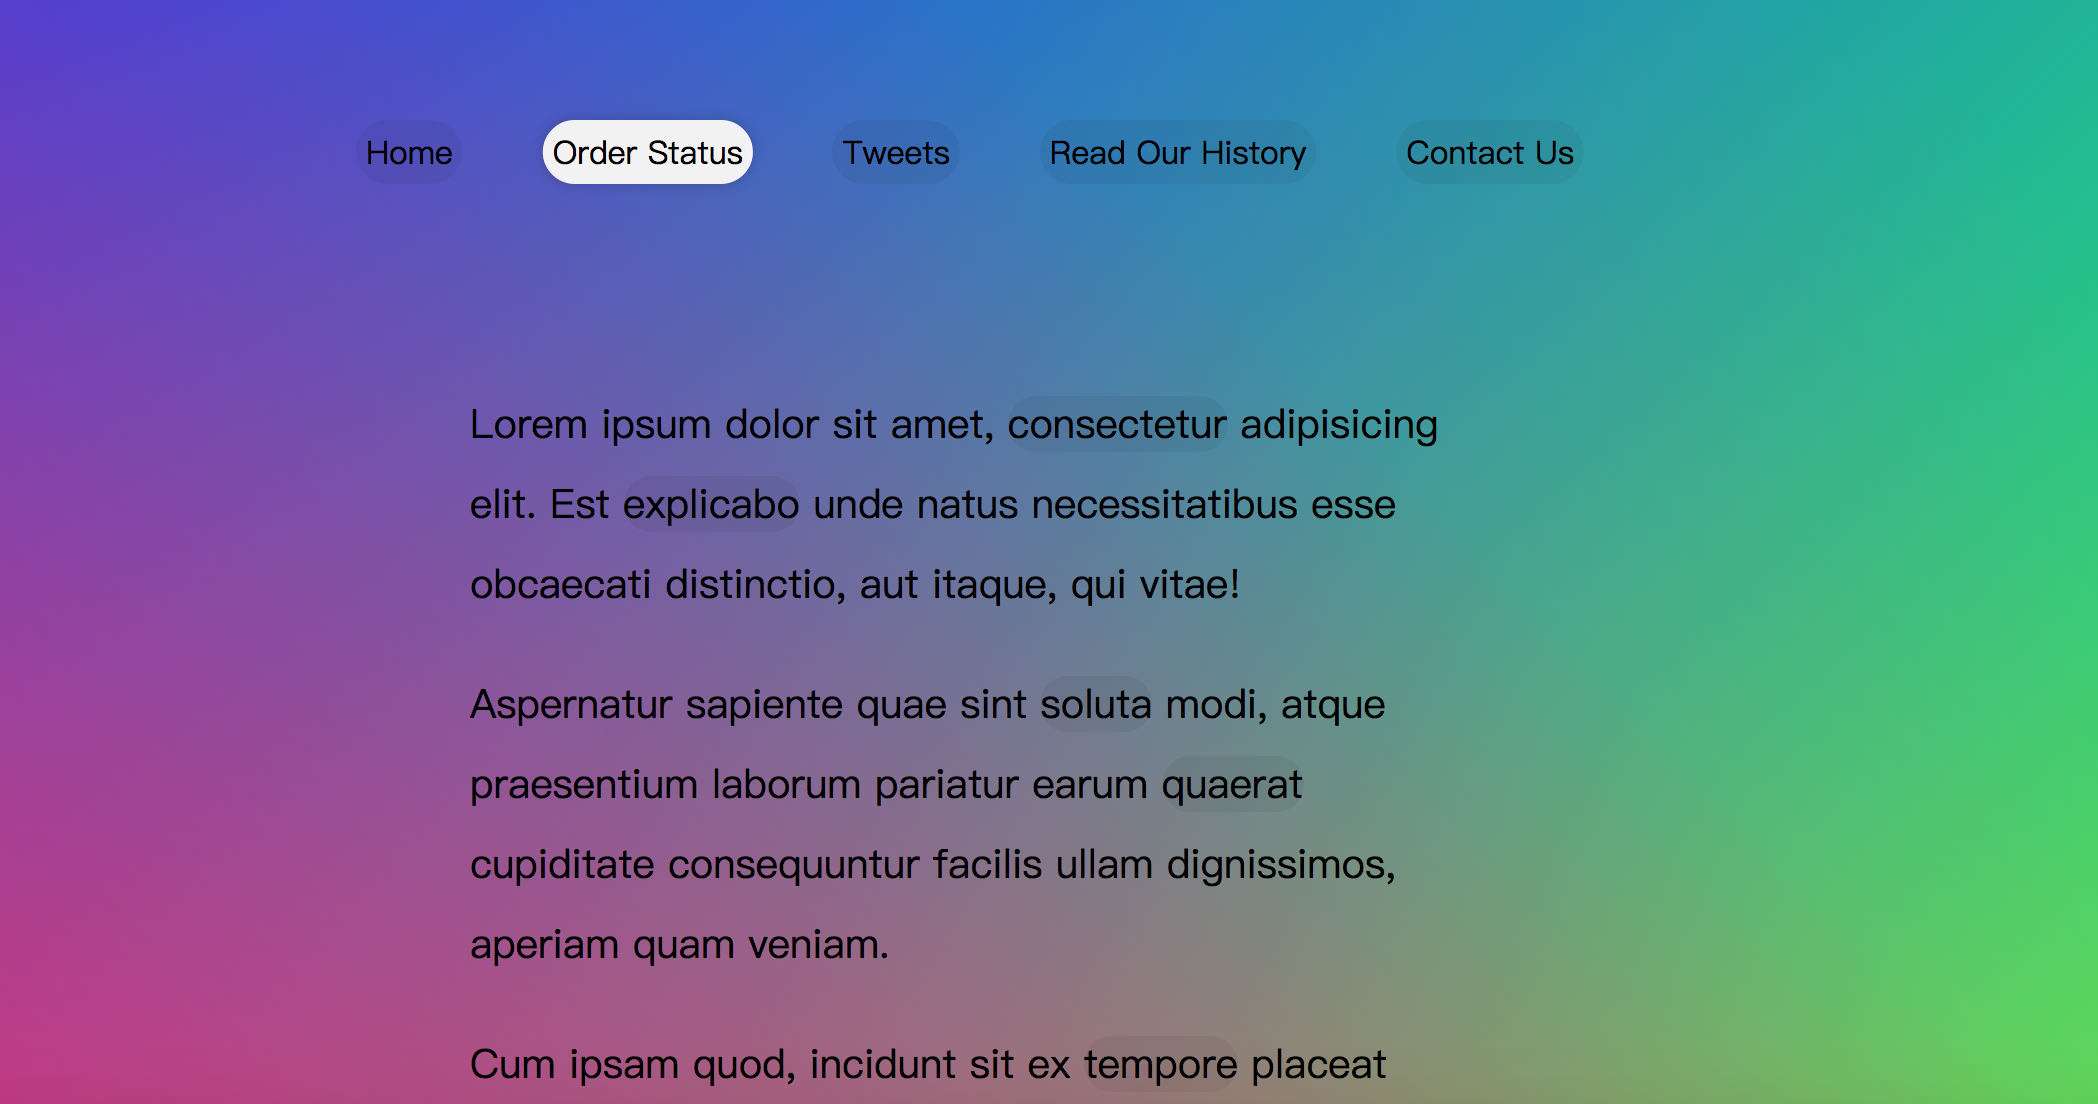 Home Order Status Tweets Read Our History Contact Us
Lorem ipsum dolor sit amet, consectetur adipisicing
elit. Est explicabo unde natus necessitatibus esse
obcaecati distinctio, aut itaque, qui vitae!
Aspernatur sapiente quae sint soluta modi, atque
praesentium laborum pariatur earum quaerat
cupiditate consequuntur facilis ullam dignissimos,
aperiam quam veniam.
Cum ipsam quod, incidunt sit ex tempore placeat